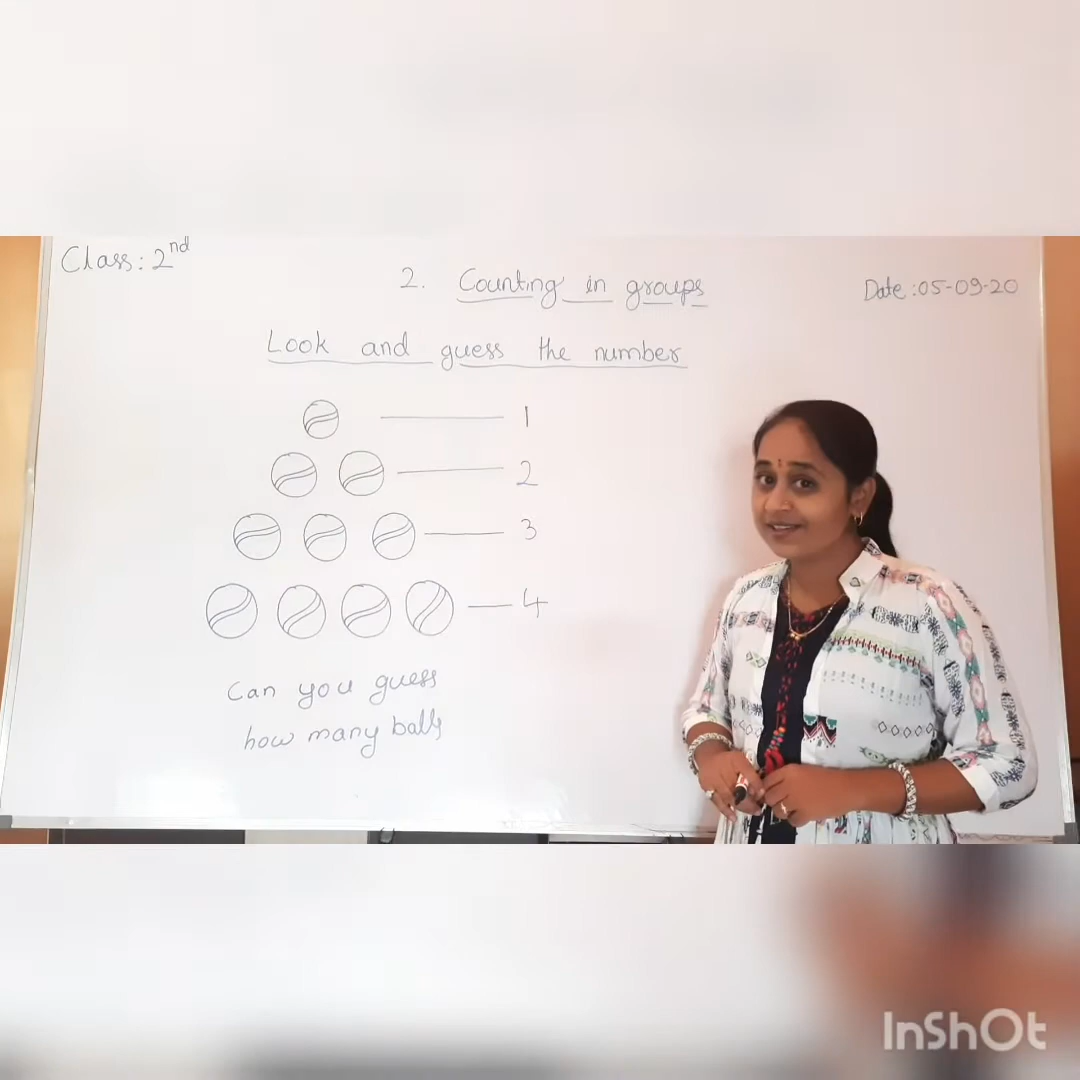 Class: 2nd
2. Counting in groups
Date: 05-09-20
Look and guess the number
1
2
3
4
Can you guess
how many balls
InShOt